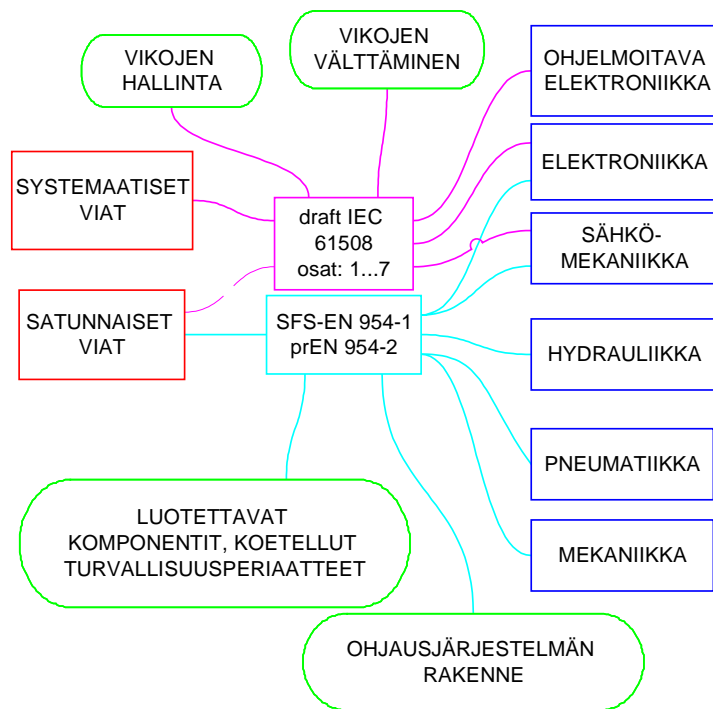 VIKOJEN
HALLINTA
VIKOJEN
VÄLTTÄMINEN
OHJELMOITAVA
ELEKTRONIIKKA
SYSTEMAATISET
VIAT
draft IEC
61508
osat: 1...7
ELEKTRONIIKKA
SÄHKÖ-
MEKANIIKKA
SATUNNAISET
VIAT
SFS-EN 954-1
prEN 954-2
HYDRAULIIKKA
PNEUMATIIKKA
MEKANIIKKA
LUOTETTAVAT
KOMPONENTIT, KOETELLUT
TURVALLISUUSPERIAATTEET
OHJAUSJÄRJESTELMÄN
RAKENNE